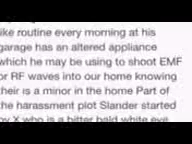 like routine every morning at his
garage has an altered appliance
which he may be using to shoot EMF
or RF waves into our home knowing
their is a minor in the home Part of
the harassment plot Slander started
by X who is a bitter bald white eye